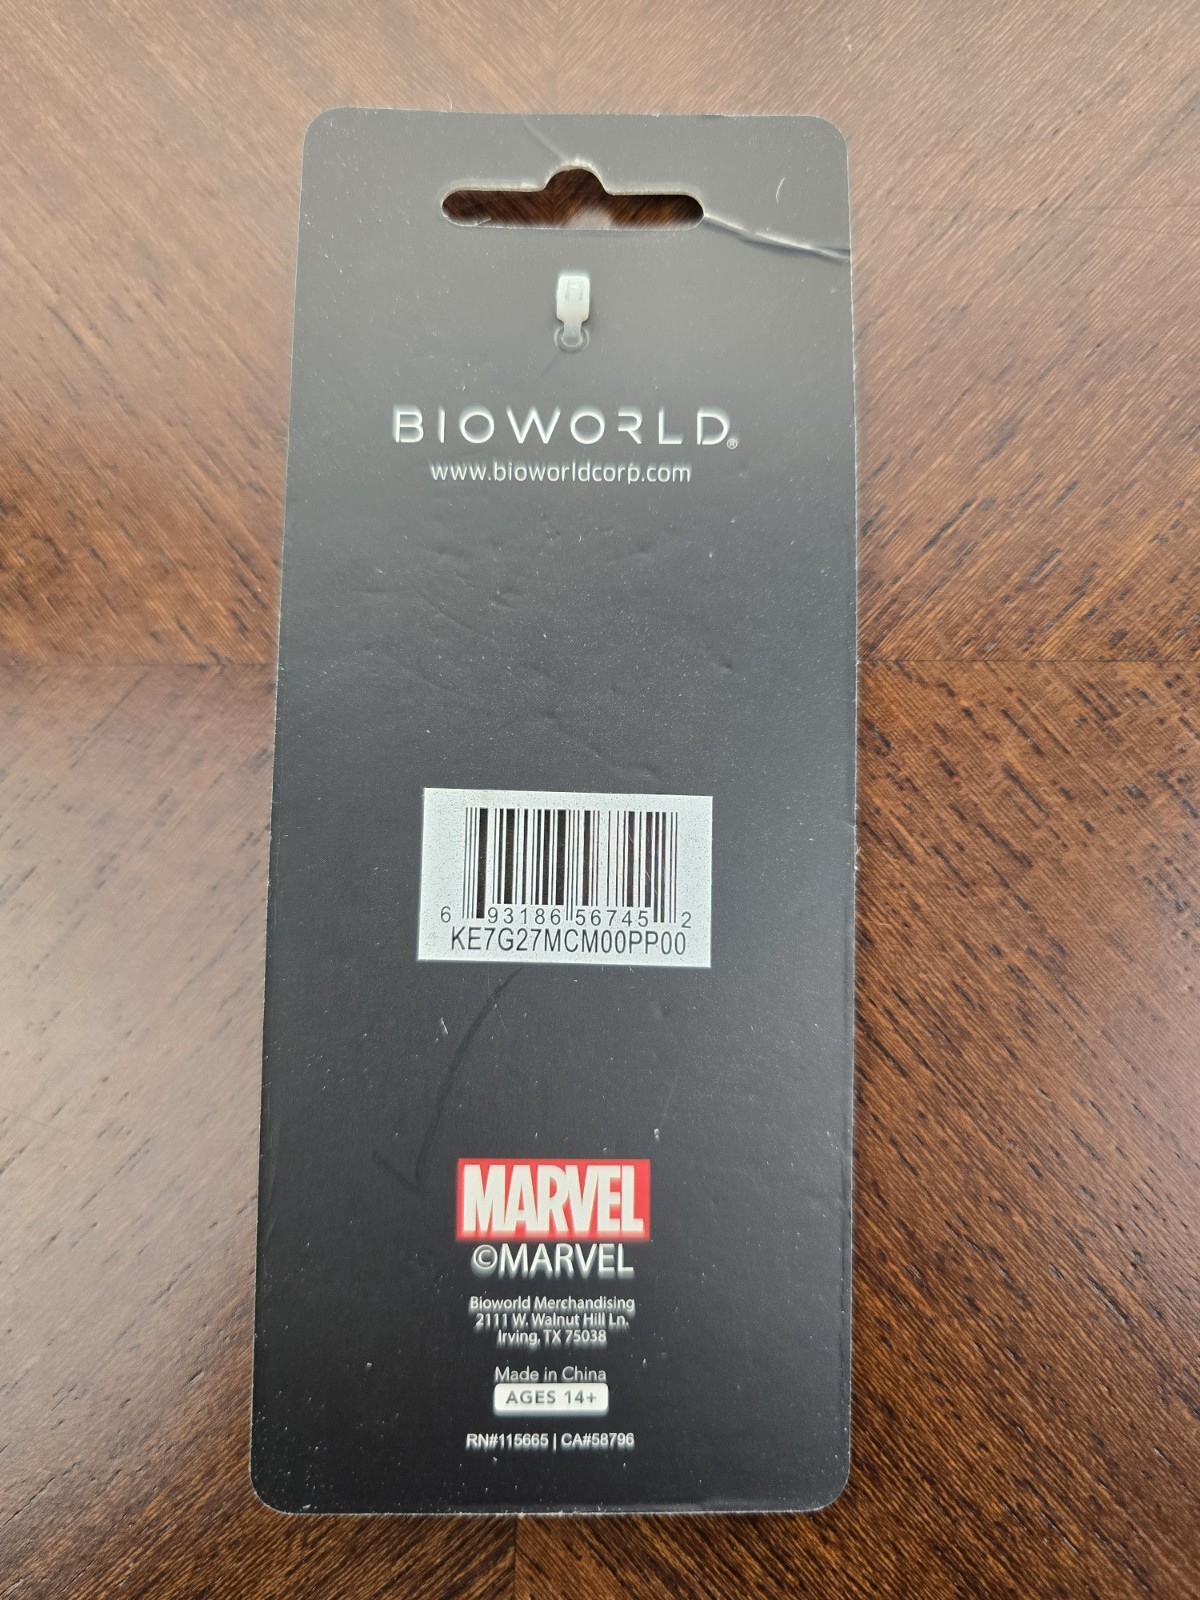 BIOWORLD®
www.bioworldcorp.com
6 93186 56745 2
KE7G27MCM00PP00
MARVEL
©MARVEL
Bioworld Merchandising
2111 W. Walnut Hill Ln.
Irving, TX 75038
Made in China
AGES 14+
RN#115665 | CA#58796